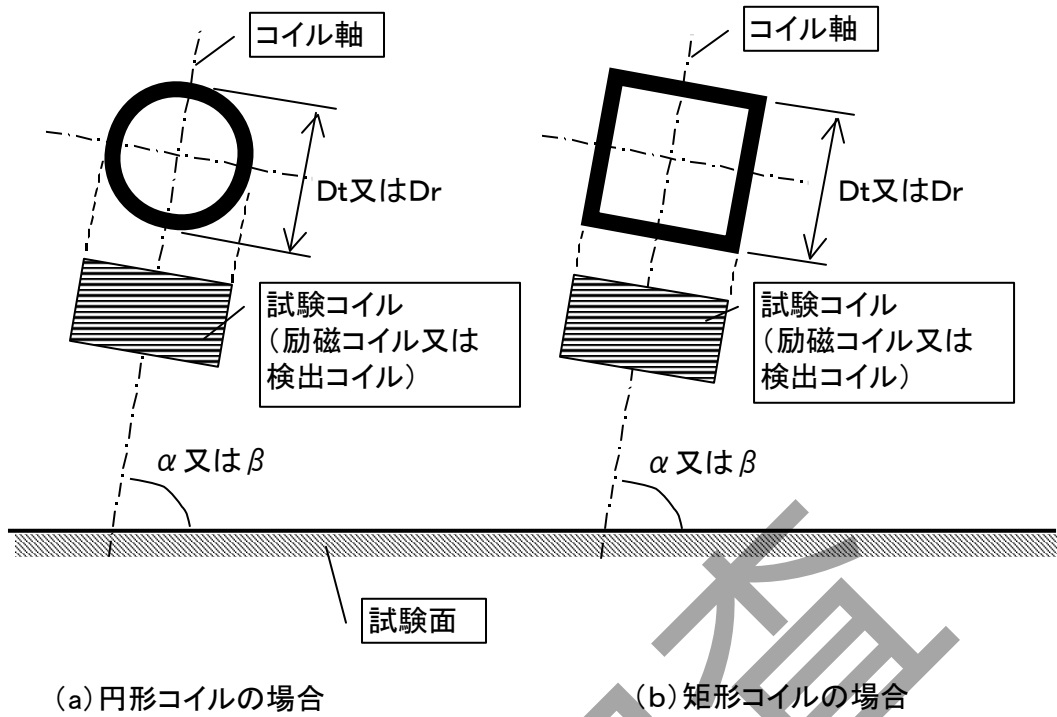 コイル軸
Dt又はDr
試験コイル
(励磁コイル又は
検出コイル)
α又はβ
コイル軸
Dt又はDr
試験コイル
(励磁コイル又は
検出コイル)
α又はβ
試験面
(a)円形コイルの場合
(b)矩形コイルの場合